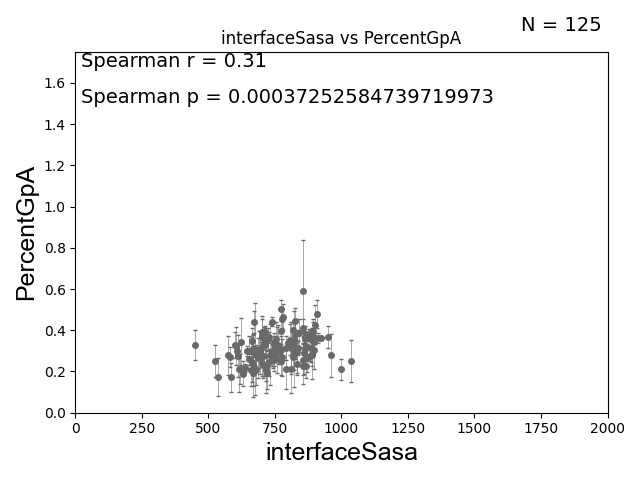 N = 125
interfaceSasa vs PercentGpA
Spearman r = 0.31
Spearman p = 0.00037252584739719973
PercentGpA
1.6
1.4
1.2
1.0
0.8
0.6
0.4
0.2
0.0
0 250 500 750 1000 1250 1500 1750 2000
interfaceSasa